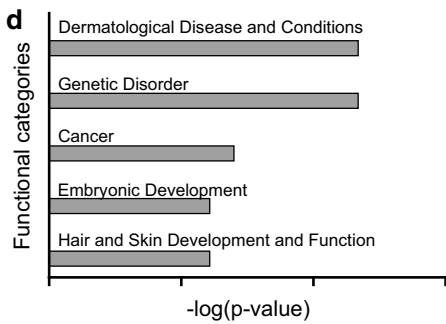 d
Functional categories
Dermatological Disease and Conditions
Genetic Disorder
Cancer
Embryonic Development
Hair and Skin Development and Function
-log(p-value)